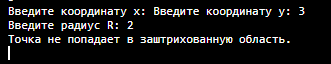 Введите координату x: Введите координату y: 3
Введите радиус R: 2
Точка не попадает в заштрихованную область.